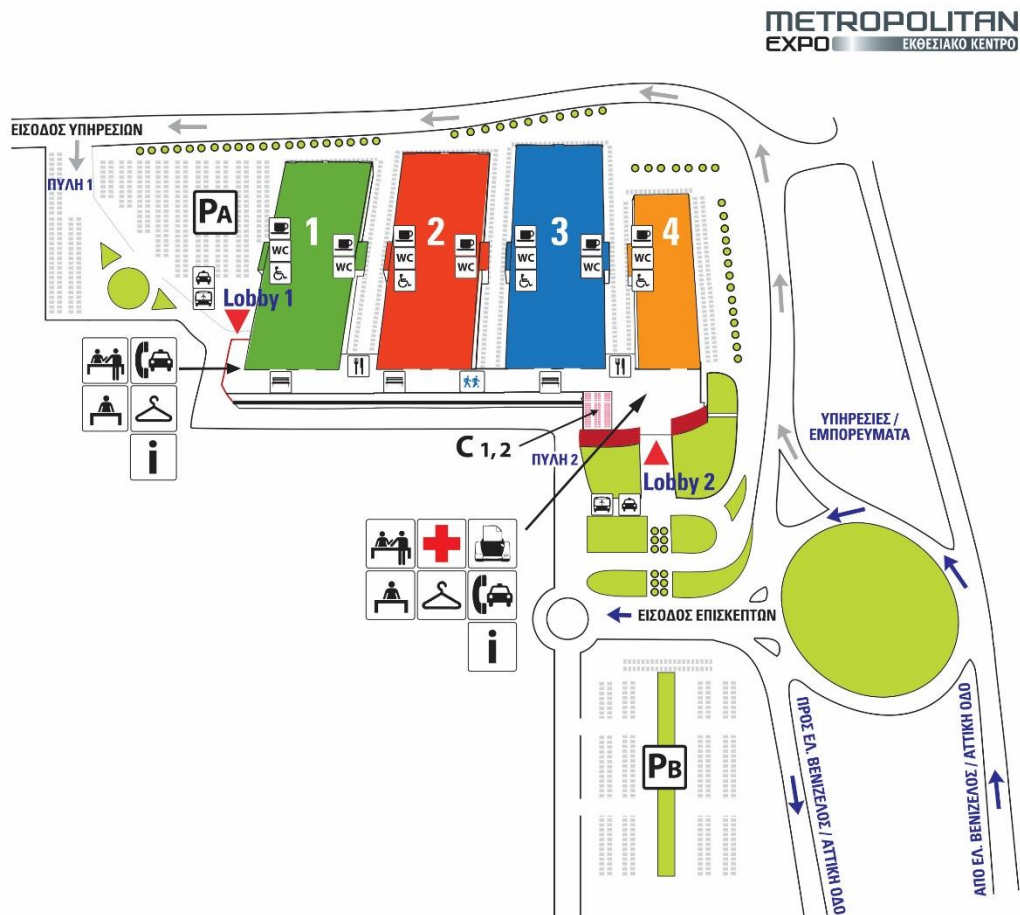 METROPOLITAN
EXPO ΕΚΘΕΣΙΑΚΟ ΚΕΝΤΡΟ
ΕΙΣΟΔΟΣ ΥΠΗΡΕΣΙΩΝ
ΠΥΛΗ 1
PA
1
2
3
4
WC
WC
WC
WC
WC
WC
WC
Lobby 1
i
C 1,2
ΠΥΛΗ 2
Lobby 2
ΥΠΗΡΕΣΙΕΣ /
ΕΜΠΟΡΕΥΜΑΤΑ
i
ΕΙΣΟΔΟΣ ΕΠΙΣΚΕΠΤΩΝ
PB
ΠΡΟΣ ΕΛ. ΒΕΝΙΖΕΛΟΣ / ΑΤΤΙΚΗ ΟΔΟ
ΑΠΟ ΕΛ. ΒΕΝΙΖΕΛΟΣ / ΑΤΤΙΚΗ ΟΔΟ